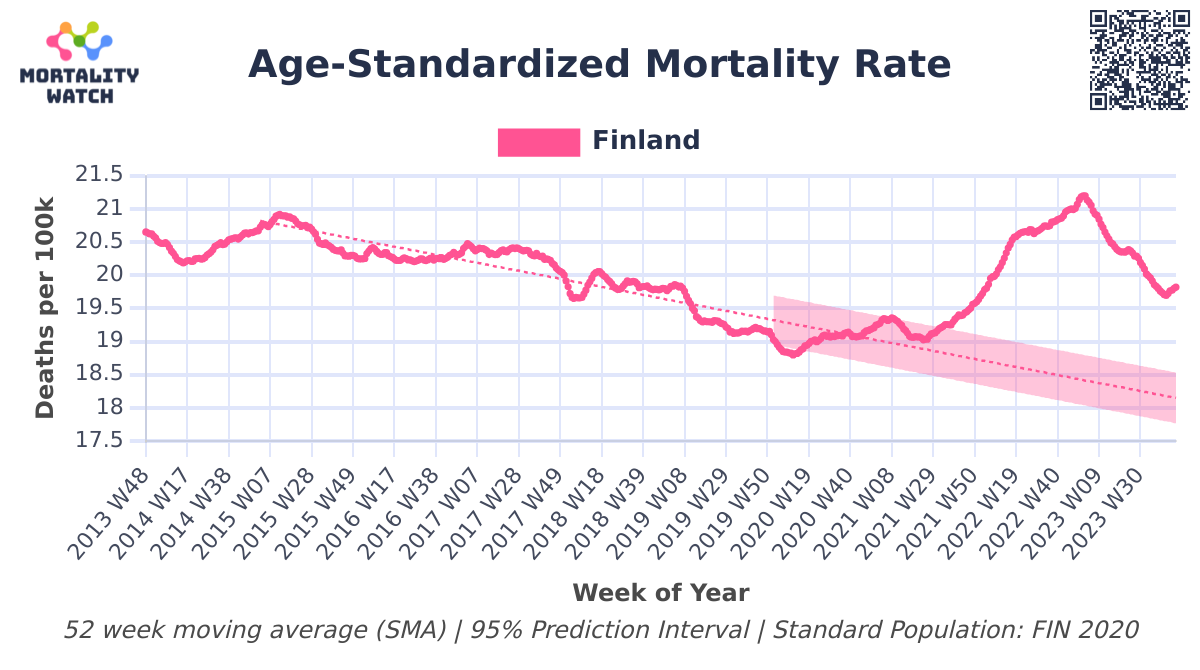 MORTALITY
WATCH
Age-Standardized Mortality Rate
Finland
Deaths per 100k
21.5
21
20.5
20
19.5
19
18.5
18
17.5
2013 W48
2014 W17
2014 W38
2015 W07
2015 W28
2015 W49
2016 W17
2016 W38
2017 W07
2017 W28
2017 W49
2018 W18
2018 W39
2019 W08
2019 W29
2019 W50
2020 W19
2020 W40
2021 W08
2021 W29
2021 W50
2022 W19
2022 W40
2023 W09
2023 W30
Week of Year
52 week moving average (SMA) | 95% Prediction Interval | Standard Population: FIN 2020